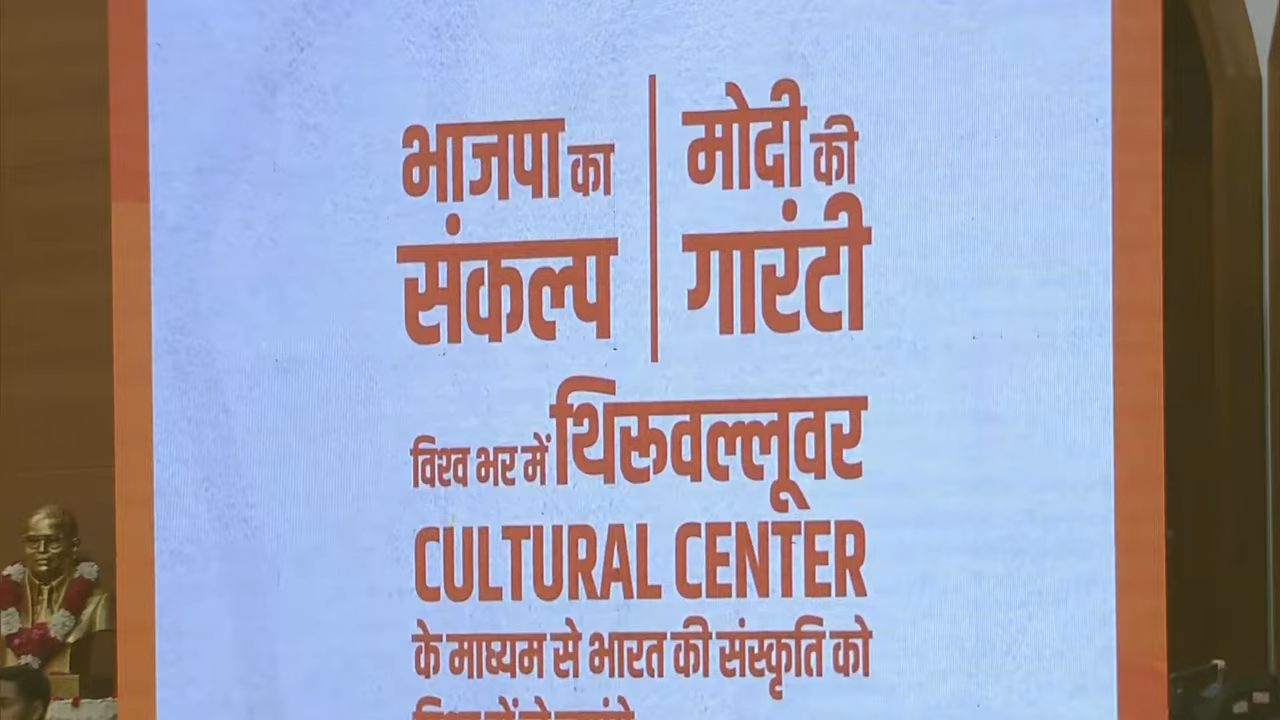 भाजपा का
संकल्प
मोदी की
गारंटी
विश्व भर में थिरूवल्लूवर
CULTURAL CENTER
के माध्यम से भारत की संस्कृति को